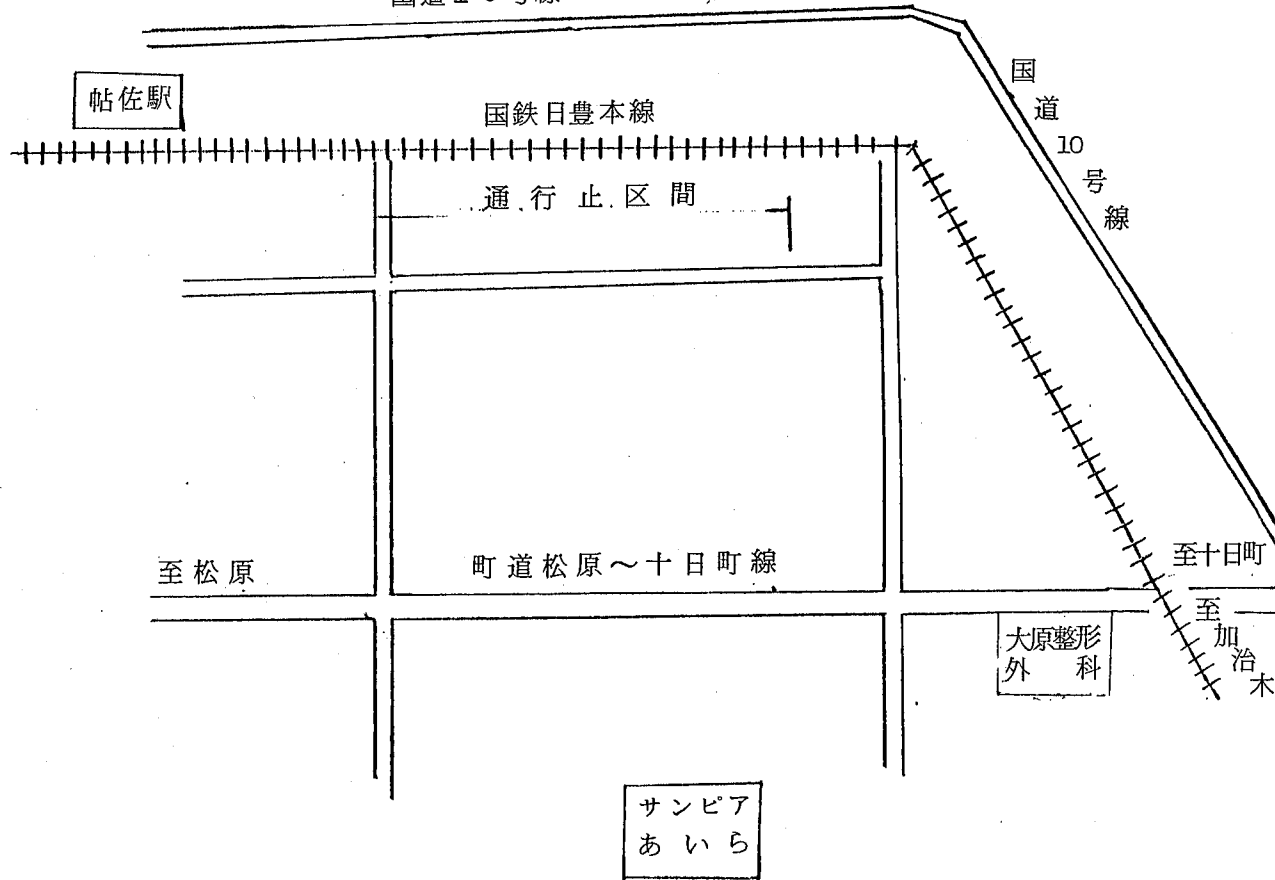 帖佐駅
国鉄日豊本線
国道10号線
通行止区間
至松原
町道松原〜十日町線
至十日町
至加治木
大原整形
外科
サンピア
あいら